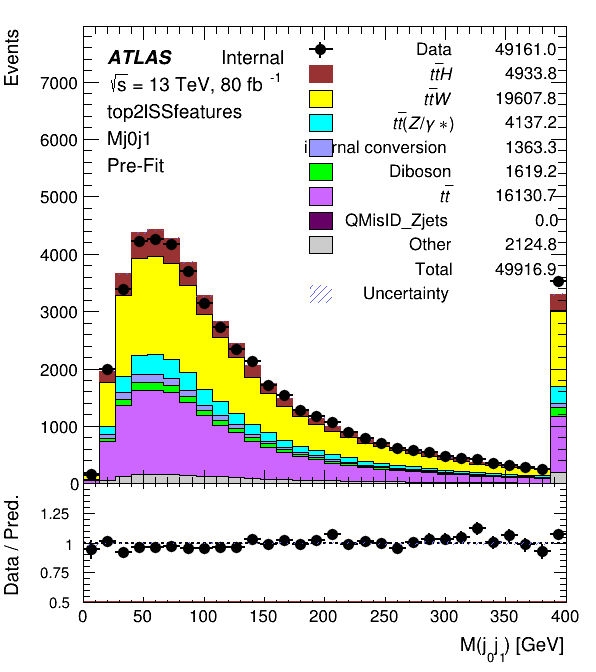 Events
ATLAS Internal
√s = 13 TeV, 80 fb⁻¹
top2lSSfeatures
Mj0j1
Pre-Fit
Data 49161.0
tt̅H 4933.8
tt̅W 19607.8
tt̅(Z/γ*) 4137.2
internal conversion 1363.3
Diboson 1619.2
tt̅ 16130.7
QMisID_Zjets 0.0
Other 2124.8
Total 49916.9
Uncertainty
7000
6000
5000
4000
3000
2000
1000
0
Data / Pred.
1.25
1
0.75
0.5
0 50 100 150 200 250 300 350 400
M(j₀j₁) [GeV]